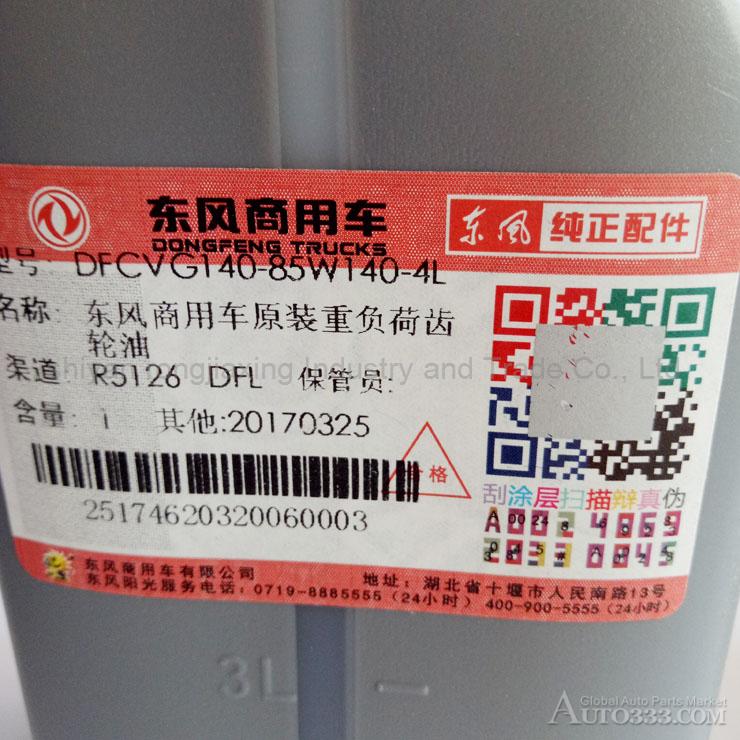 东风商用车
DONGFENG TRUCKS
东风 纯正配件
型号: DFCVG140-85W140-4L
名称: 东风商用车原装重负荷齿
轮油
渠道 R5126 DFL 保管员:
含量: 1 其他:20170325
格
25174620320060003
刮涂层扫描辩真伪
东风商用车有限公司 地址:湖北省十堰市人民南路13号
东风阳光服务电话:0719-8885555(24小时) 400-900-5555(24小时)
3L
Industry and Trade Co., Ltd
Global Auto Parts Market
AUTO333.COM